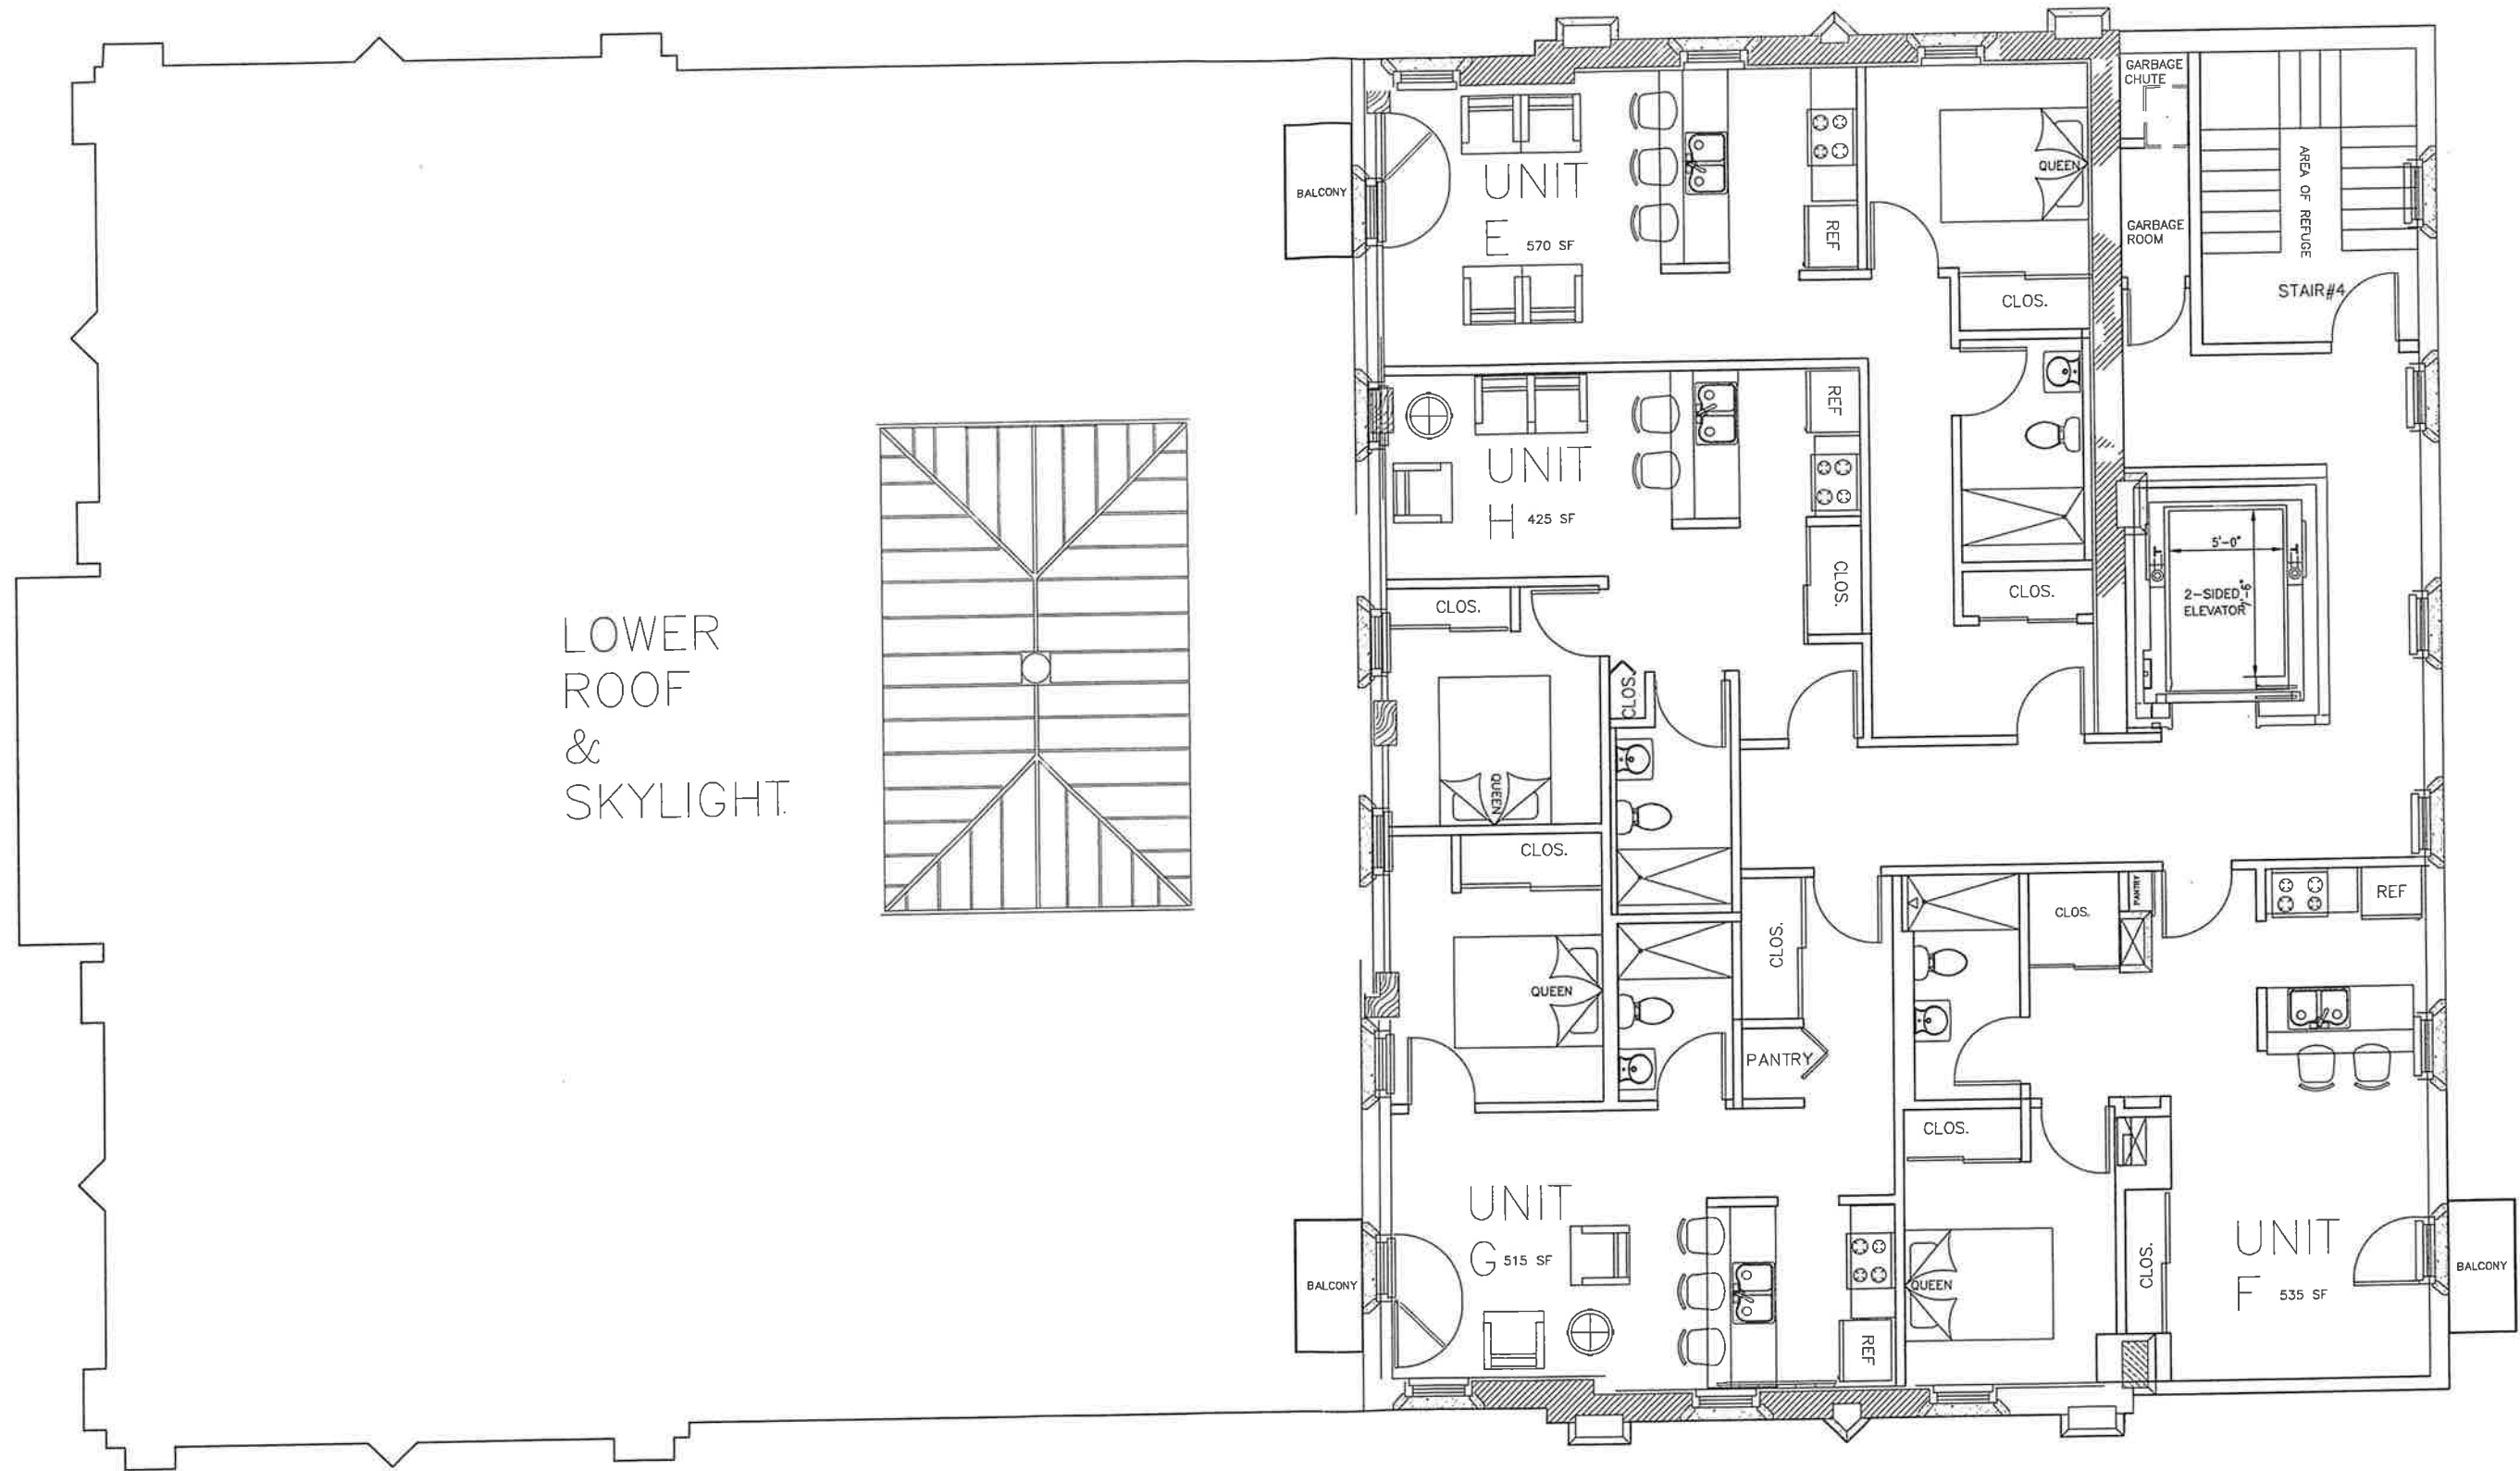 GARBAGE
CHUTE
AREA OF REFUGE
QUEEN
BALCONY
UNIT
E 570 SF
REF
GARBAGE
ROOM
STAIR#4
CLOS.
REF
UNIT
H 425 SF
CLOS.
5'-0"
7'-6"
2-SIDED
ELEVATOR
CLOS.
CLOS.
LOWER
ROOF
&
SKYLIGHT.
CLOS.
QUEEN
CLOS.
PANTRY
REF
CLOS.
CLOS.
QUEEN
PANTRY
CLOS.
UNIT
G 515 SF
UNIT
F 535 SF
CLOS.
BALCONY
QUEEN
BALCONY
REF